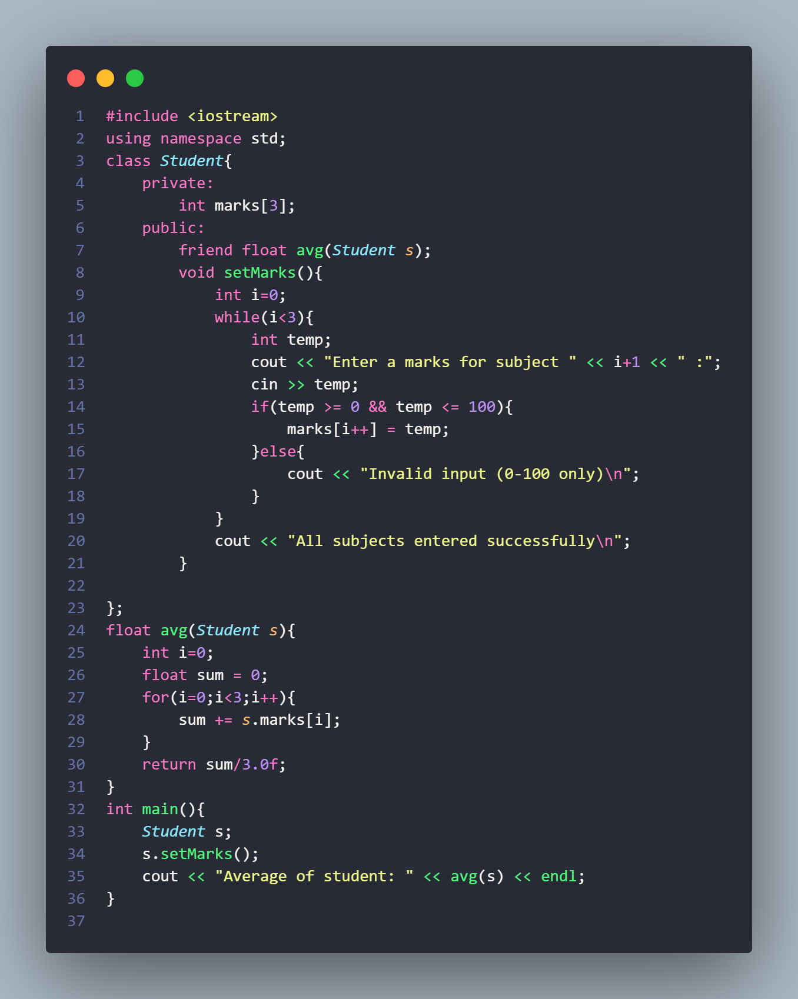 1 #include <iostream>
2 using namespace std;
3 class Student{
4     private:
5         int marks[3];
6     public:
7         friend float avg(Student s);
8         void setMarks(){
9             int i=0;
10             while(i<3){
11                 int temp;
12                 cout << "Enter a marks for subject " << i+1 << " :";
13                 cin >> temp;
14                 if(temp >= 0 && temp <= 100){
15                     marks[i++] = temp;
16                 }else{
17                     cout << "Invalid input (0-100 only)\n";
18                 }
19             }
20             cout << "All subjects entered successfully\n";
21         }
22
23 };
24 float avg(Student s){
25     int i=0;
26     float sum = 0;
27     for(i=0;i<3;i++){
28         sum += s.marks[i];
29     }
30     return sum/3.0f;
31 }
32 int main(){
33     Student s;
34     s.setMarks();
35     cout << "Average of student: " << avg(s) << endl;
36 }
37